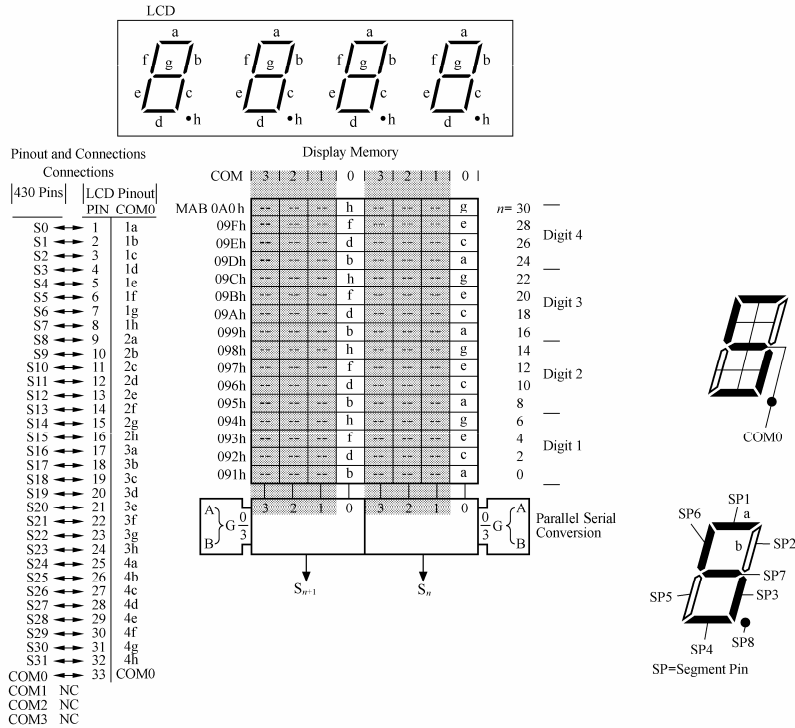 LCD
a a a a
f g b f g b f g b f g b
e c e c e c e c
d h d h d h d h
Pinout and Connections
Connections
430 Pins LCD Pinout
PIN COM0
S0 1 1a
S1 2 1b
S2 3 1c
S3 4 1d
S4 5 1e
S5 6 1f
S6 7 1g
S7 8 1h
S8 9 2a
S9 10 2b
S10 11 2c
S11 12 2d
S12 13 2e
S13 14 2f
S14 15 2g
S15 16 2h
S16 17 3a
S17 18 3b
S18 19 3c
S19 20 3d
S20 21 3e
S21 22 3f
S22 23 3g
S23 24 3h
S24 25 4a
S25 26 4b
S26 27 4c
S27 28 4d
S28 29 4e
S29 30 4f
S30 31 4g
S31 32 4h
COM0 33 COM0
COM1 NC
COM2 NC
COM3 NC
Display Memory
COM 3 2 1 0 3 2 1 0
MAB 0A0h -- -- -- h -- -- -- g n= 30
09Fh -- -- -- f -- -- -- e 28
09Eh -- -- -- d -- -- -- c 26
09Dh -- -- -- b -- -- -- a 24
Digit 4
09Ch -- -- -- h -- -- -- g 22
09Bh -- -- -- f -- -- -- e 20
09Ah -- -- -- d -- -- -- c 18
099h -- -- -- b -- -- -- a 16
Digit 3
098h -- -- -- h -- -- -- g 14
097h -- -- -- f -- -- -- e 12
096h -- -- -- d -- -- -- c 10
095h -- -- -- b -- -- -- a 8
Digit 2
094h -- -- -- h -- -- -- g 6
093h -- -- -- f -- -- -- e 4
092h -- -- -- d -- -- -- c 2
091h -- -- -- b -- -- -- a 0
Digit 1
3 2 1 0 3 2 1 0
A B } G 0/3
0/3 G { A B
Parallel Serial
Conversion
Sn+1 Sn
COM0
SP1
a
SP6
b
SP2
SP7
SP5
SP3
SP4
SP8
SP=Segment Pin